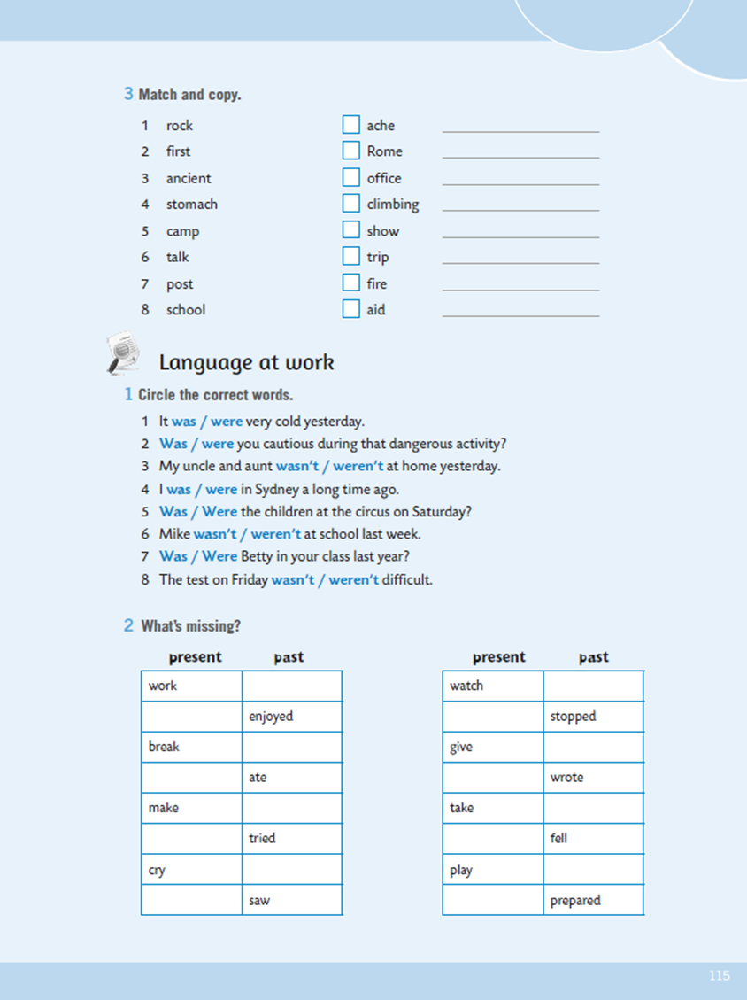 3 Match and copy.
1 rock ache
2 first Rome
3 ancient office
4 stomach climbing
5 camp show
6 talk trip
7 post fire
8 school aid
Language at work
1 Circle the correct words.
1 It was / were very cold yesterday.
2 Was / were you cautious during that dangerous activity?
3 My uncle and aunt wasn't / weren't at home yesterday.
4 I was / were in Sydney a long time ago.
5 Was / Were the children at the circus on Saturday?
6 Mike wasn't / weren't at school last week.
7 Was / Were Betty in your class last year?
8 The test on Friday wasn't / weren't difficult.
2 What's missing?
present past
work
enjoyed
break
ate
make
tried
cry
saw
present past
watch
stopped
give
wrote
take
fell
play
prepared
115